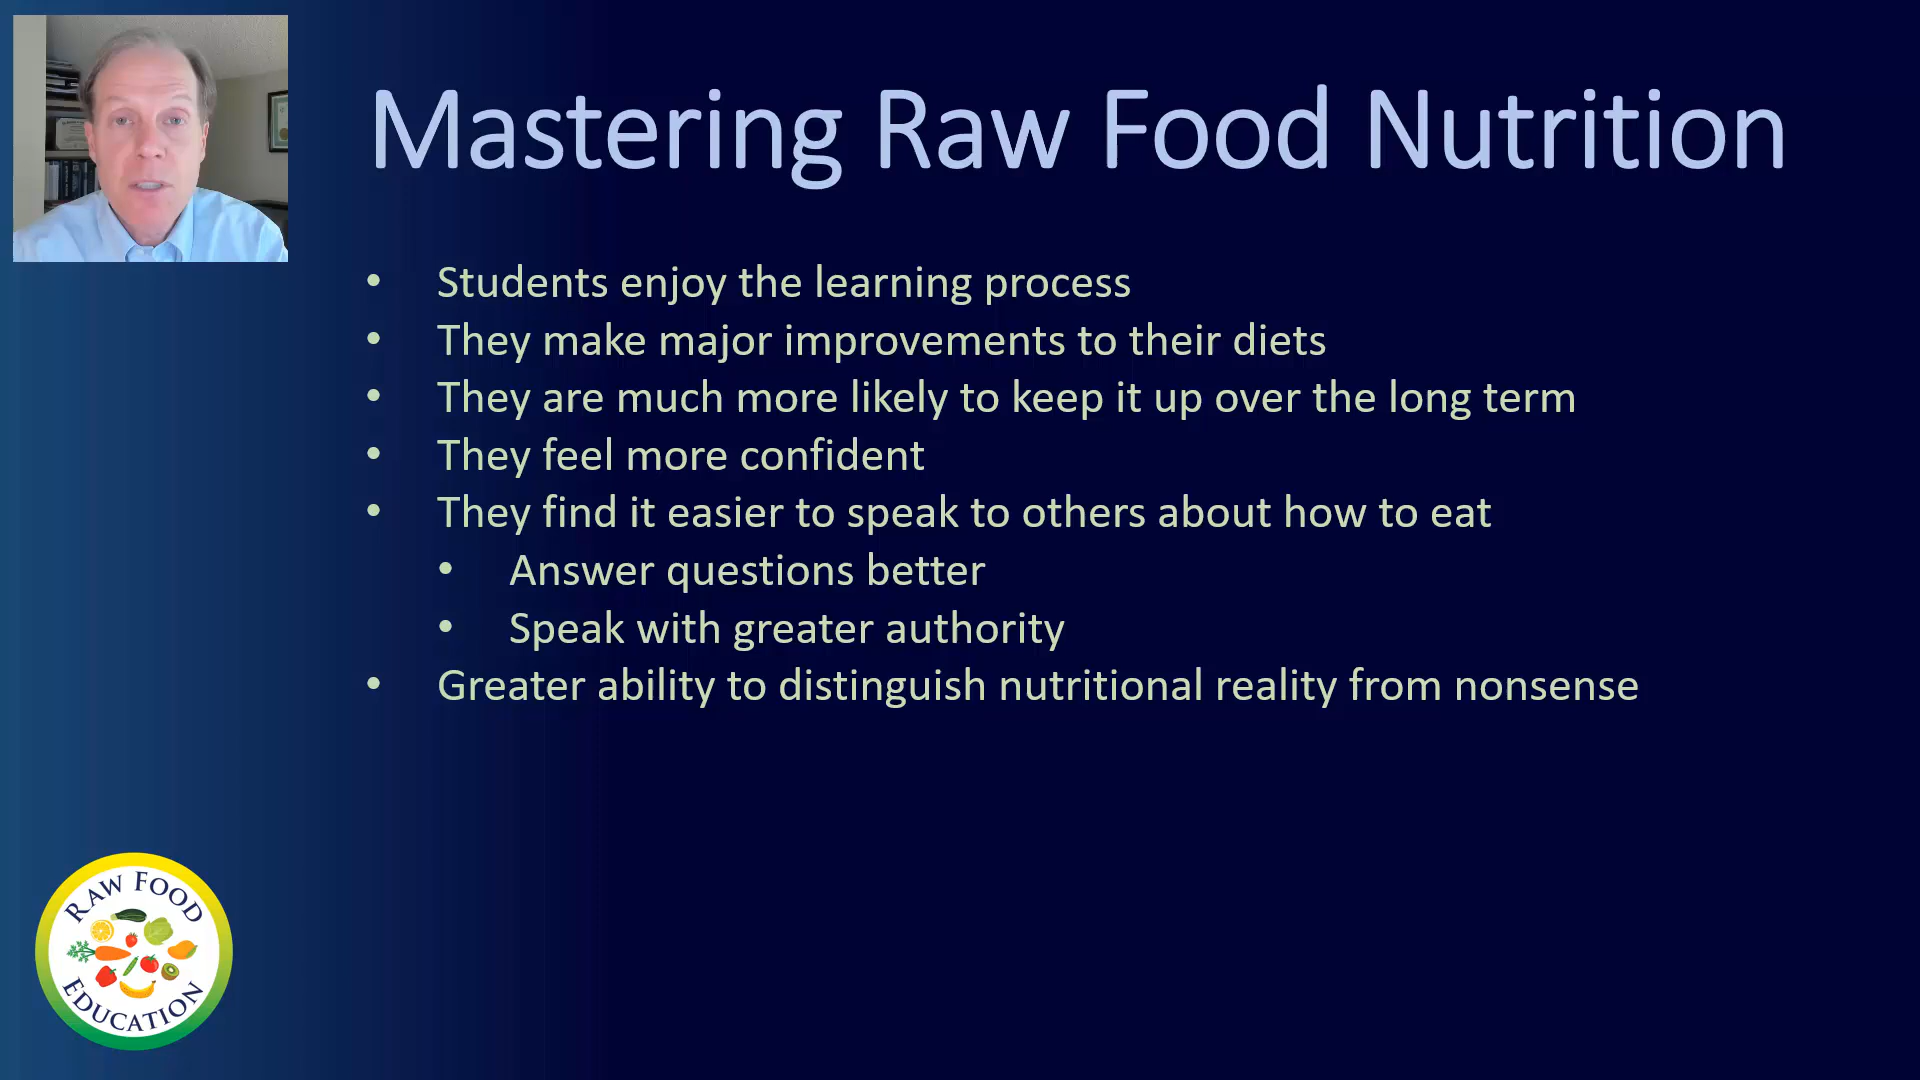 Mastering Raw Food Nutrition
• Students enjoy the learning process
• They make major improvements to their diets
• They are much more likely to keep it up over the long term
• They feel more confident
• They find it easier to speak to others about how to eat
• Answer questions better
• Speak with greater authority
• Greater ability to distinguish nutritional reality from nonsense
RAW FOOD
EDUCATION